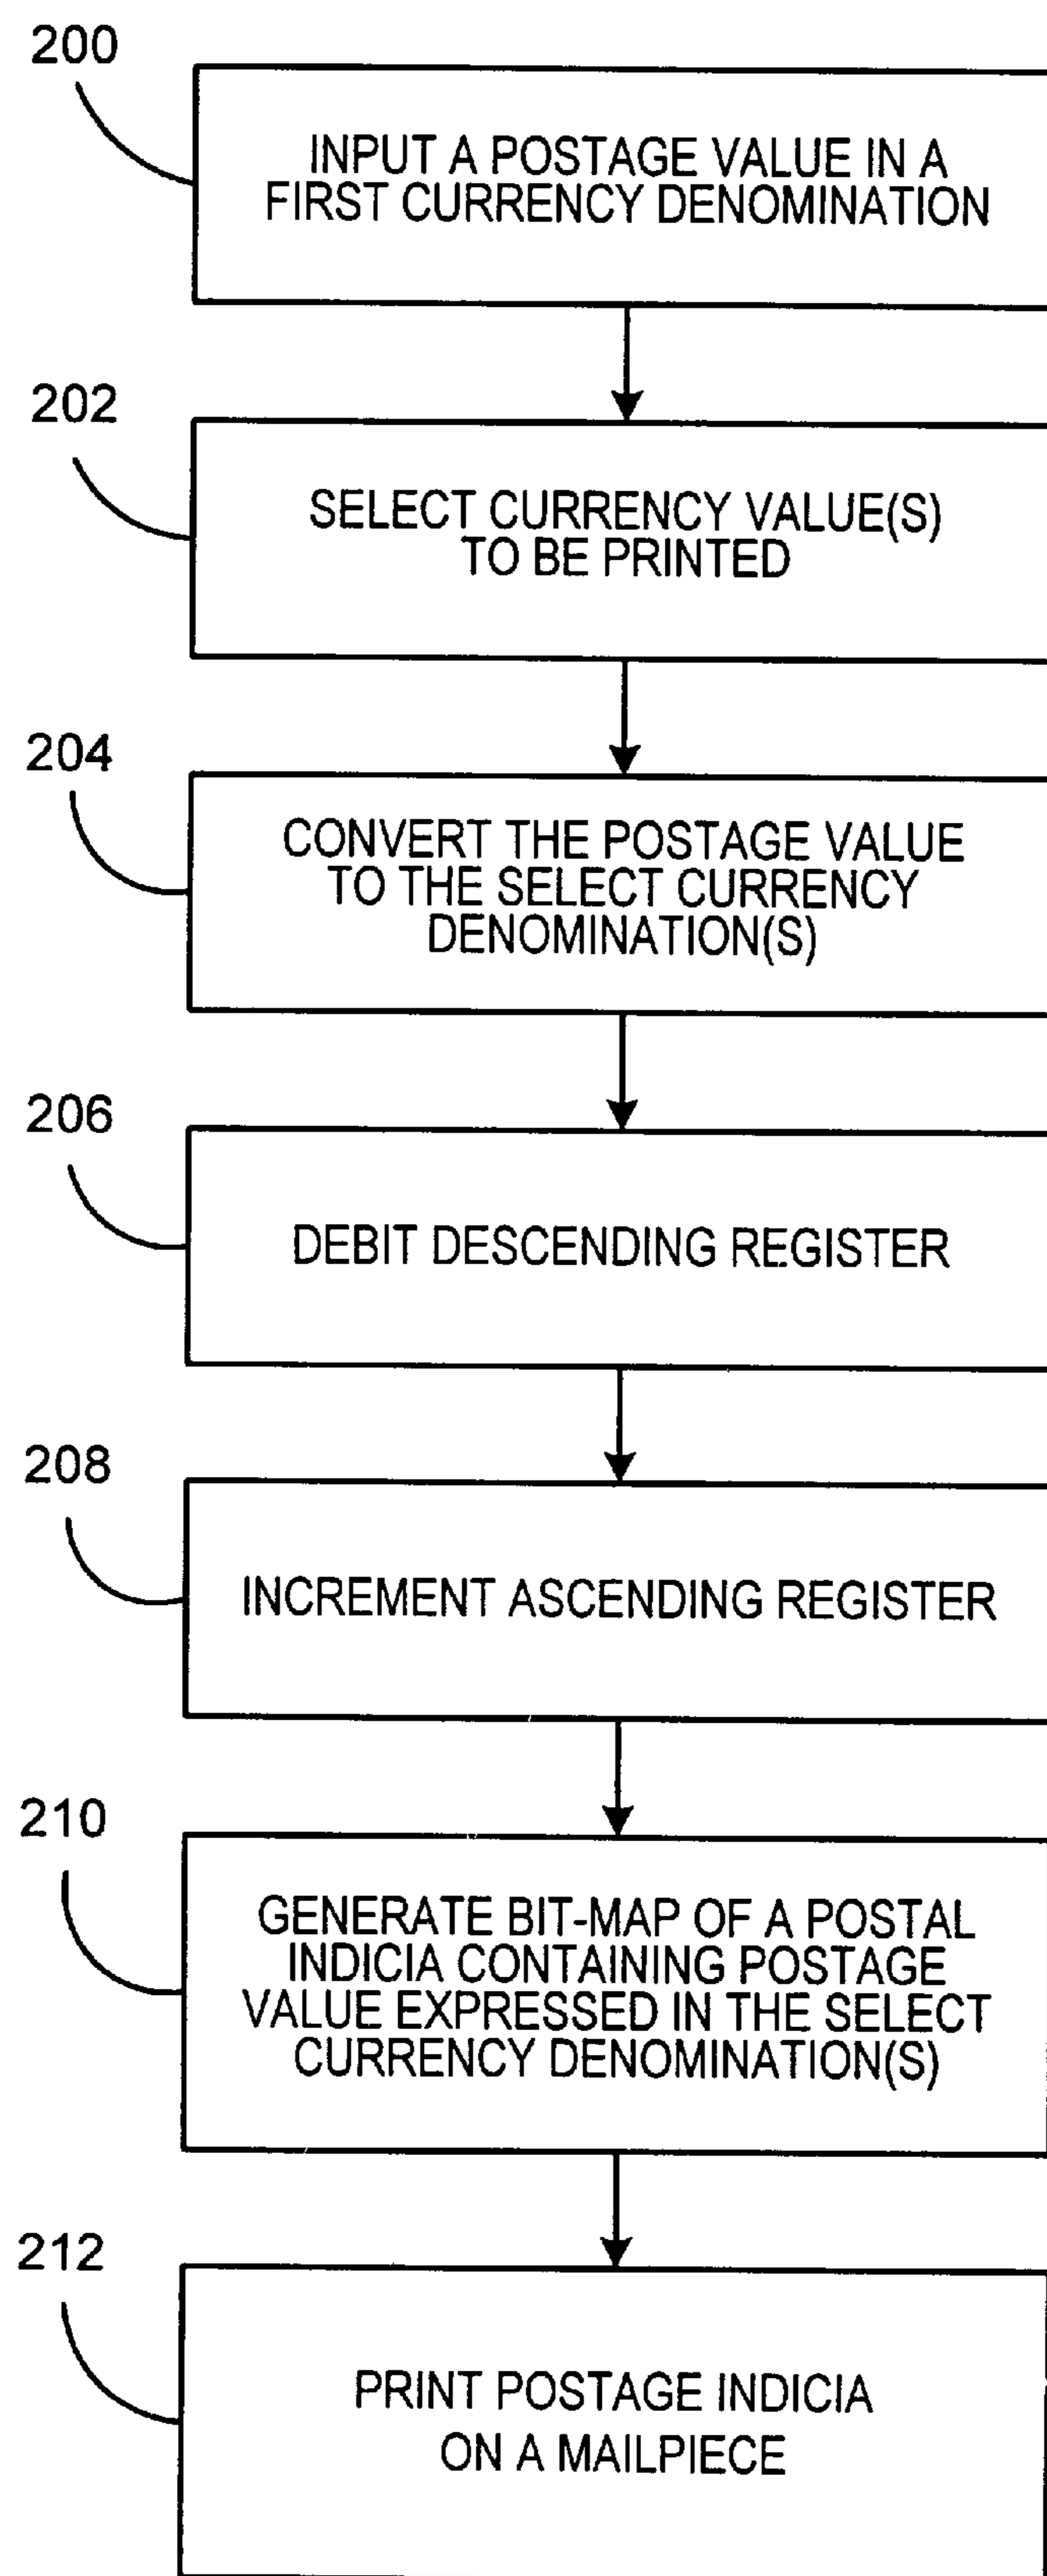 200
INPUT A POSTAGE VALUE IN A
FIRST CURRENCY DENOMINATION
202
SELECT CURRENCY VALUE(S)
TO BE PRINTED
204
CONVERT THE POSTAGE VALUE
TO THE SELECT CURRENCY
DENOMINATION(S)
206
DEBIT DESCENDING REGISTER
208
INCREMENT ASCENDING REGISTER
210
GENERATE BIT-MAP OF A POSTAL
INDICIA CONTAINING POSTAGE
VALUE EXPRESSED IN THE SELECT
CURRENCY DENOMINATION(S)
212
PRINT POSTAGE INDICIA
ON A MAILPIECE